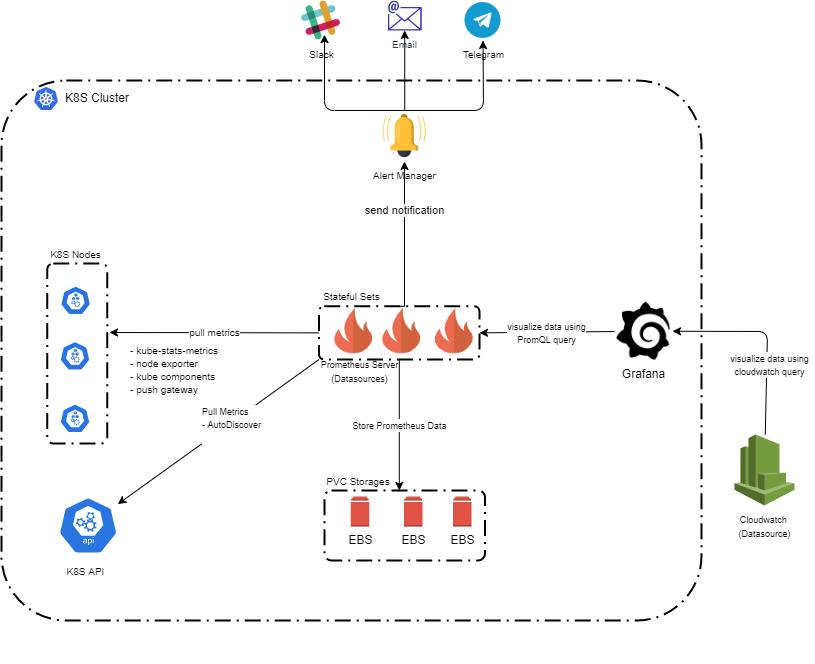 @
Slack
Email
Telegram
K8S Cluster
Alert Manager
send notification
K8S Nodes
Stateful Sets
pull metrics
- kube-stats-metrics
- node exporter
- kube components
- push gateway
Prometheus Server
(Datasources)
visualize data using
PromQL query
Grafana
visualize data using
cloudwatch query
Pull Metrics
- AutoDiscover
Store Prometheus Data
PVC Storages
EBS
EBS
EBS
api
K8S API
Cloudwatch
(Datasource)